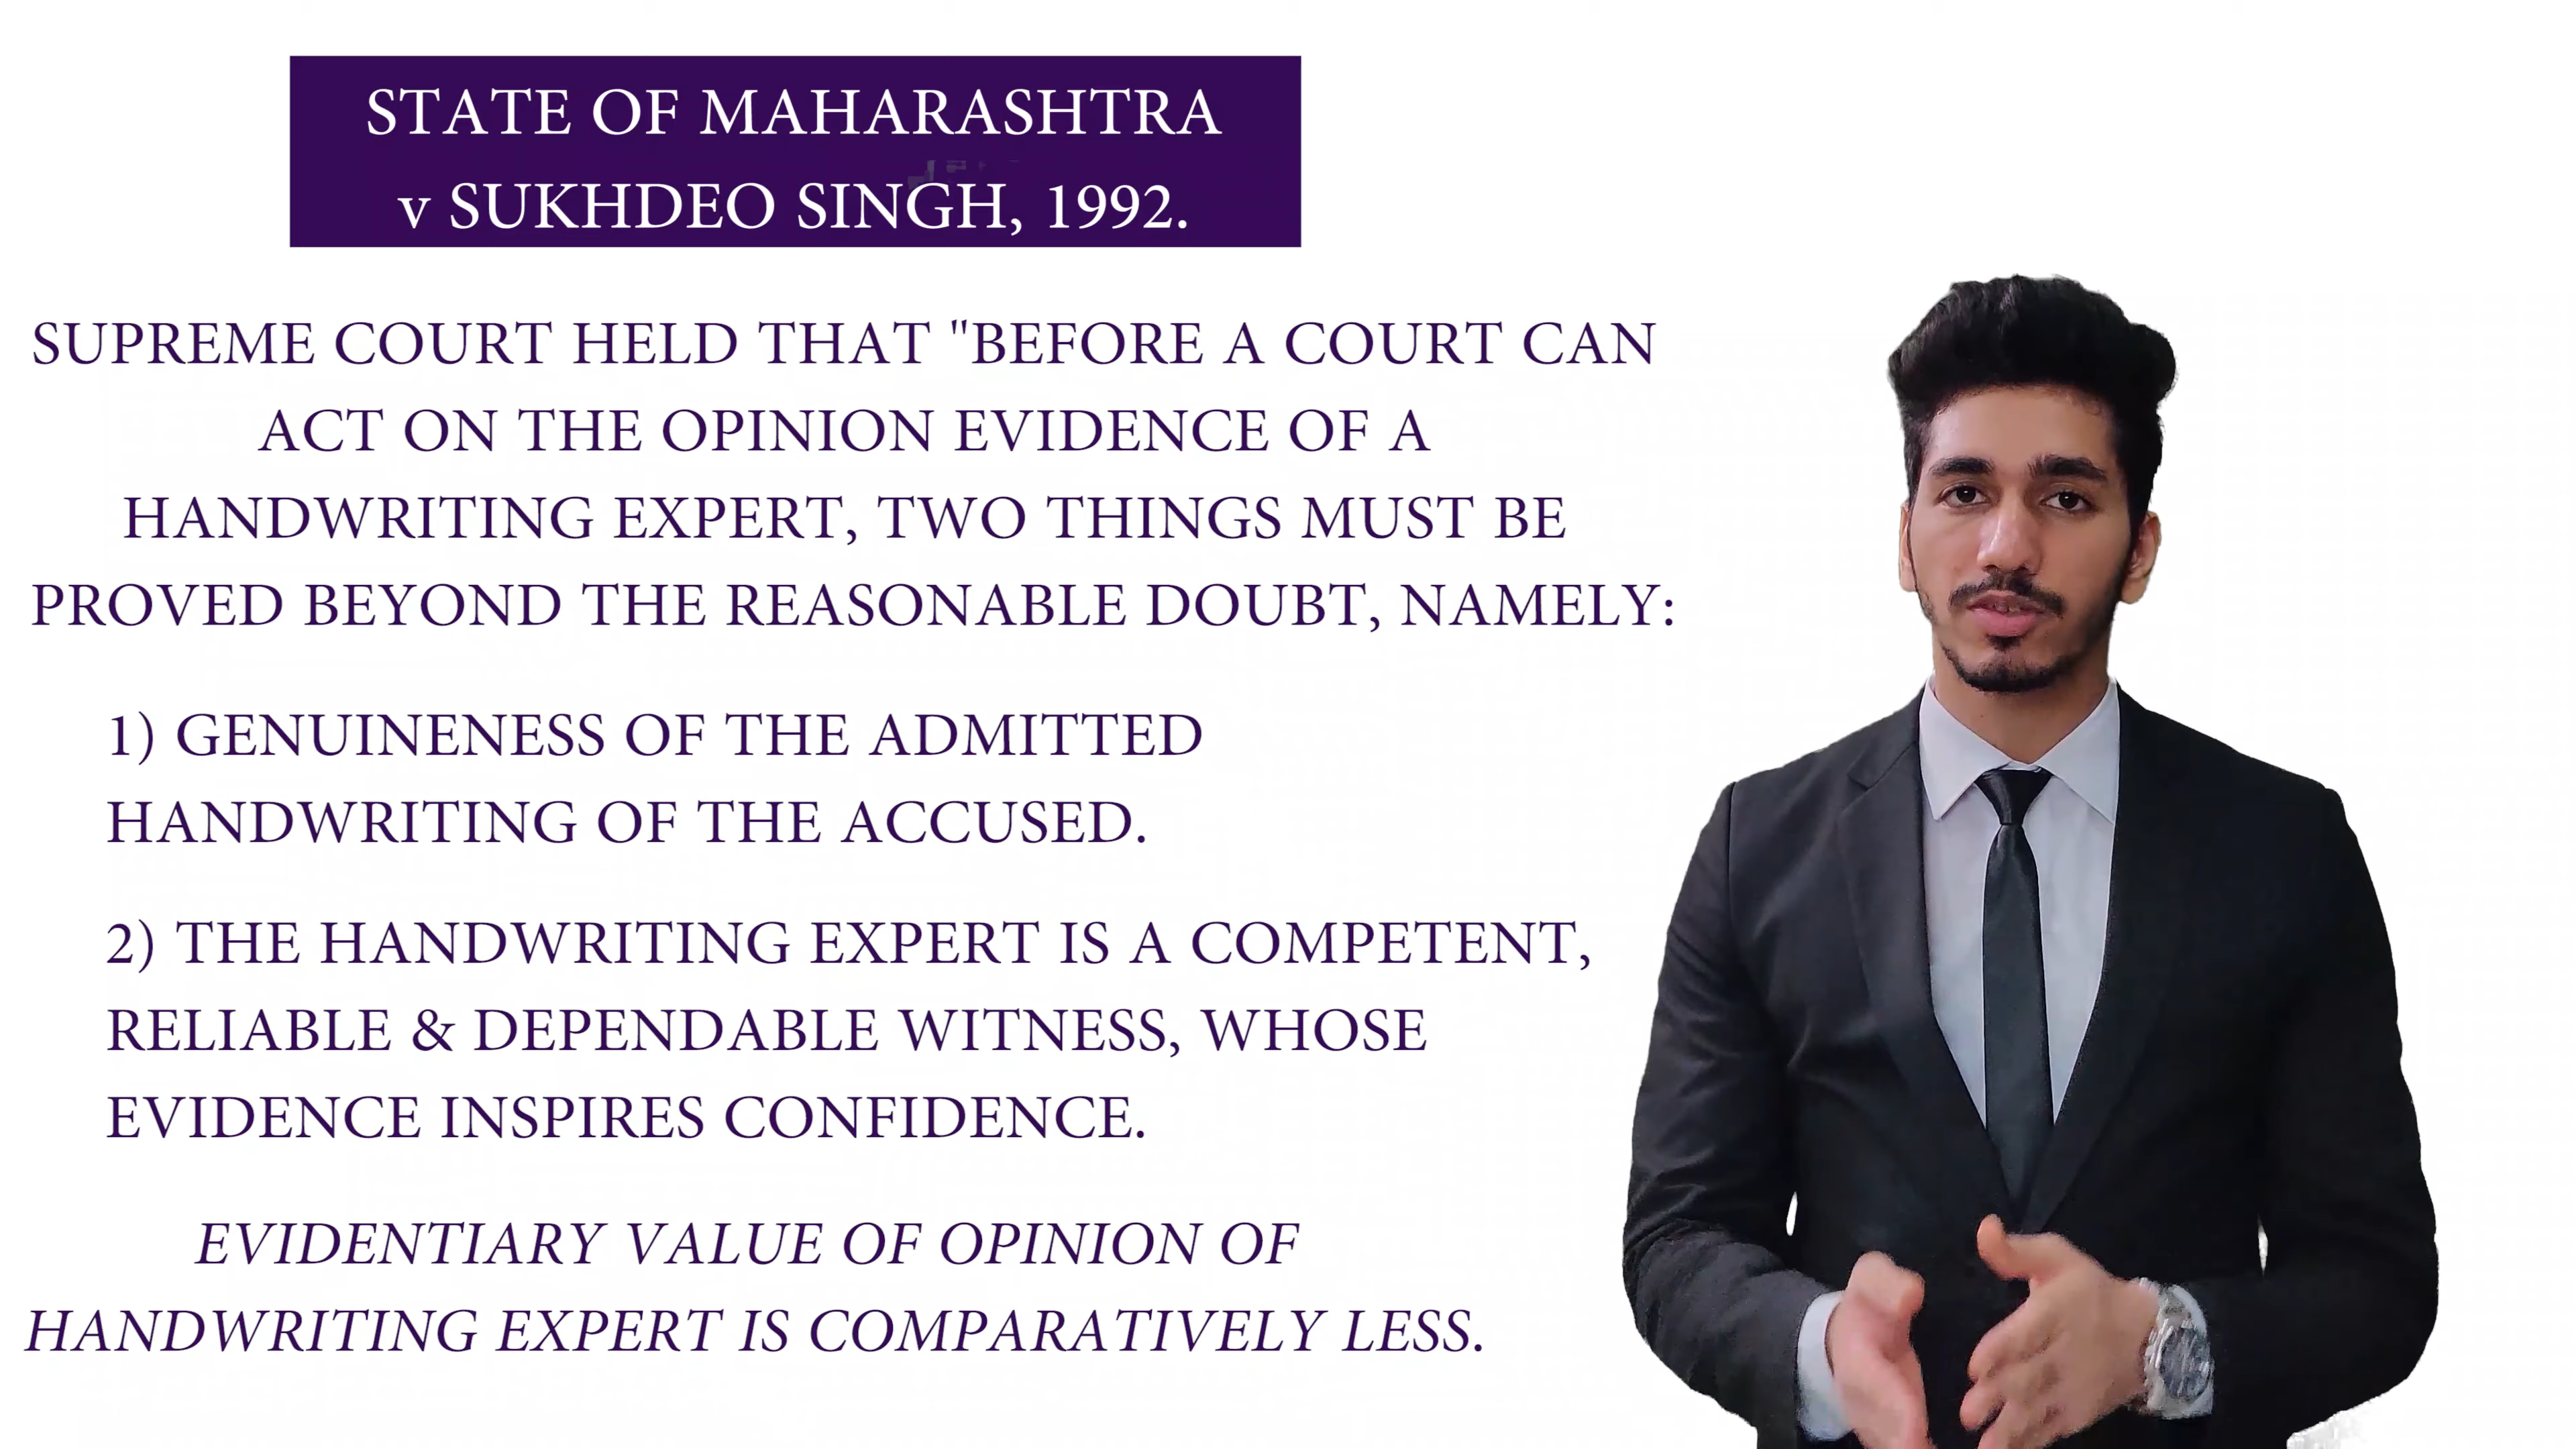 STATE OF MAHARASHTRA
v SUKHDEO SINGH, 1992.
SUPREME COURT HELD THAT "BEFORE A COURT CAN
ACT ON THE OPINION EVIDENCE OF A
HANDWRITING EXPERT, TWO THINGS MUST BE
PROVED BEYOND THE REASONABLE DOUBT, NAMELY:
1) GENUINENESS OF THE ADMITTED
HANDWRITING OF THE ACCUSED.
2) THE HANDWRITING EXPERT IS A COMPETENT,
RELIABLE & DEPENDABLE WITNESS, WHOSE
EVIDENCE INSPIRES CONFIDENCE.
EVIDENTIARY VALUE OF OPINION OF
HANDWRITING EXPERT IS COMPARATIVELY LESS.